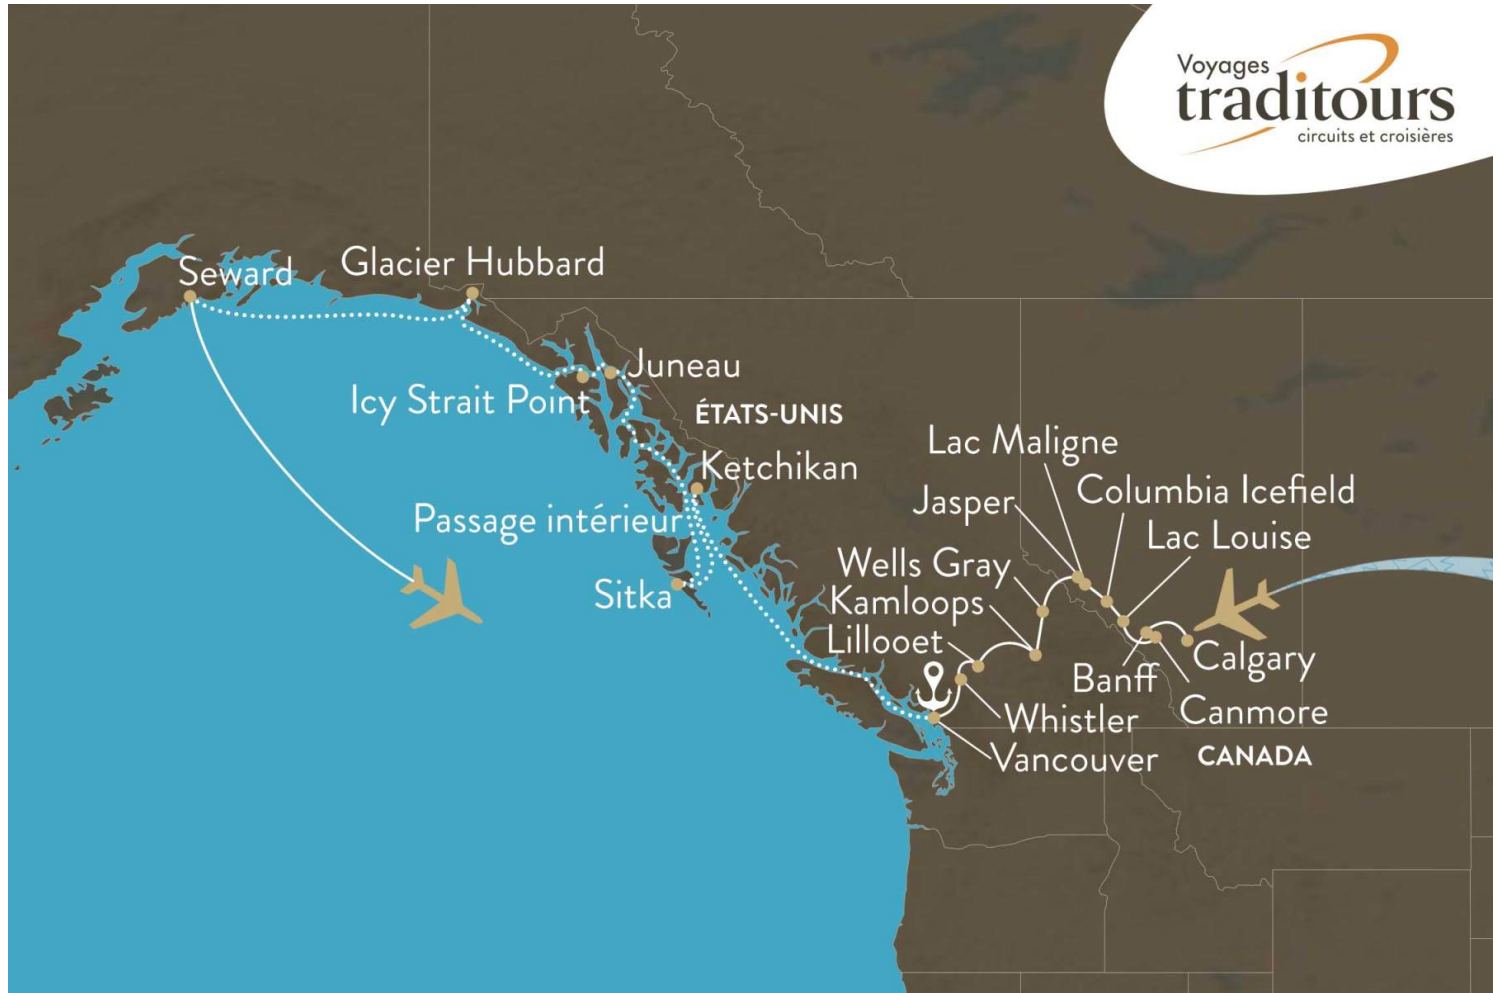 Voyages
traditours
circuits et croisières
Seward
Glacier Hubbard
Juneau
Icy Strait Point
ÉTATS-UNIS
Lac Maligne
Ketchikan
Columbia Icefield
Jasper
Passage intérieur
Lac Louise
Wells Gray
Sitka
Kamloops
Lillooet
Calgary
Banff
Canmore
Whistler
Vancouver
CANADA